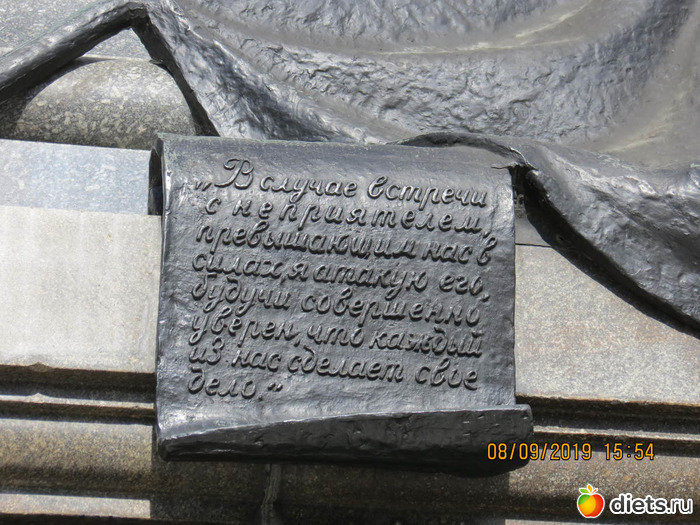 „В случае встречи
с неприятелем,
превышающим нас в
силах, я атакую его,
будучи совершенно
уверен, что каждый
из нас сделает свое
дело.“
08/09/2019 15:54
diets.ru